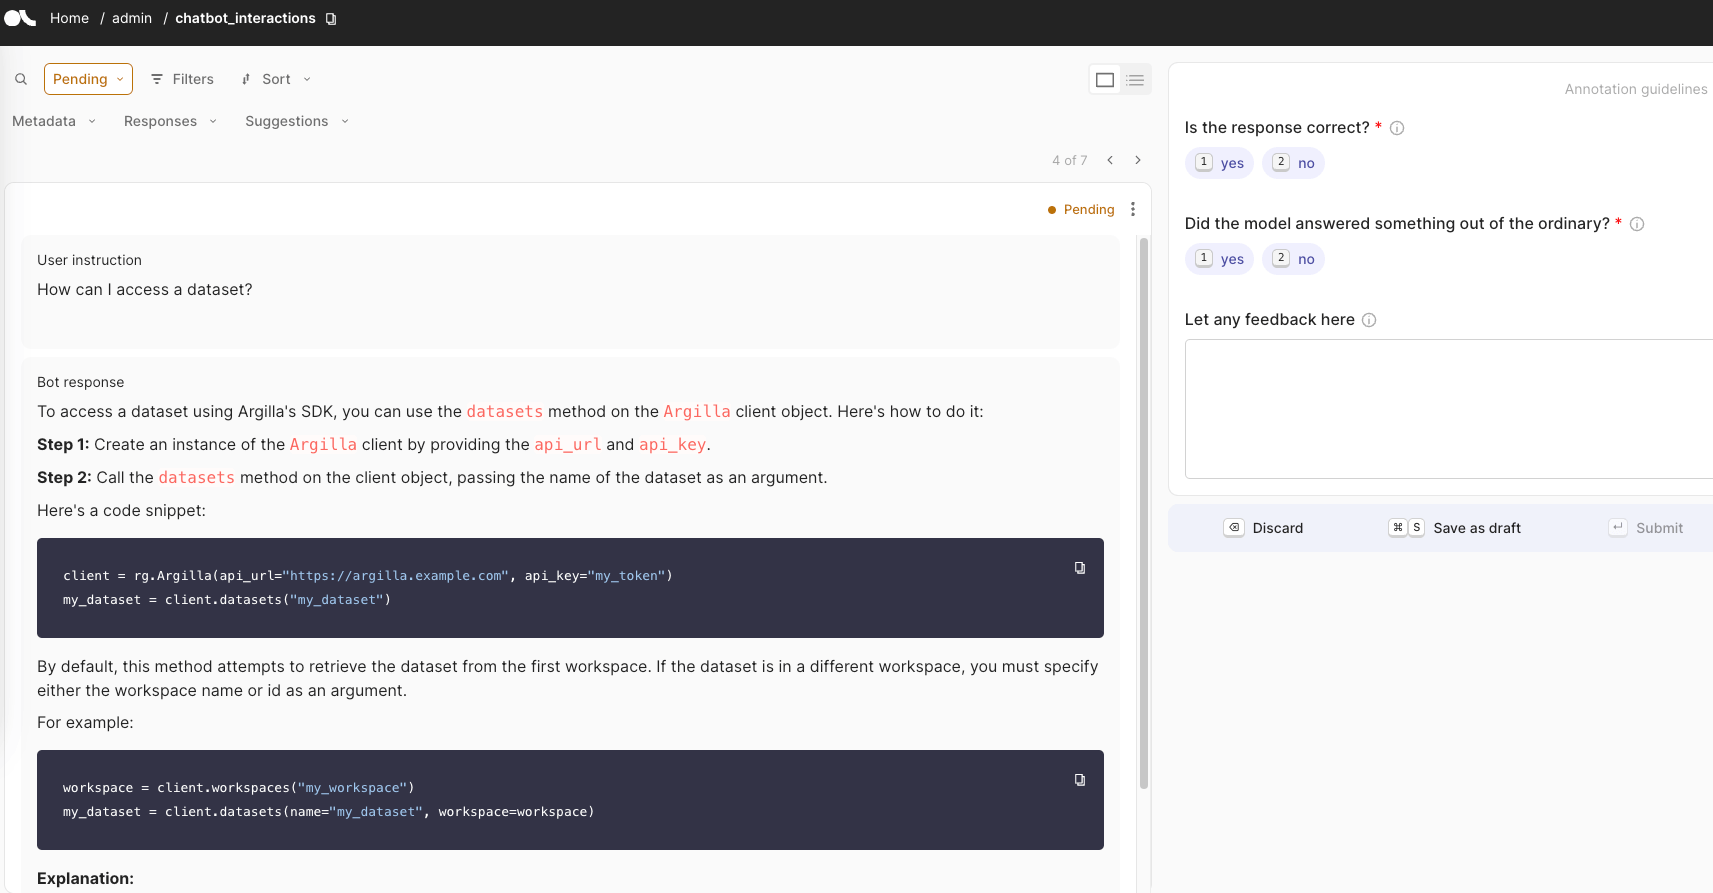 Home / admin / chatbot_interactions
Pending Filters Sort
Metadata Responses Suggestions
4 of 7
Pending
User instruction
How can I access a dataset?
Bot response
To access a dataset using Argilla's SDK, you can use the datasets method on the Argilla client object. Here's how to do it:
Step 1: Create an instance of the Argilla client by providing the api_url and api_key.
Step 2: Call the datasets method on the client object, passing the name of the dataset as an argument.
Here's a code snippet:
client = rg.Argilla(api_url="https://argilla.example.com", api_key="my_token")
my_dataset = client.datasets("my_dataset")
By default, this method attempts to retrieve the dataset from the first workspace. If the dataset is in a different workspace, you must specify
either the workspace name or id as an argument.
For example:
workspace = client.workspaces("my_workspace")
my_dataset = client.datasets(name="my_dataset", workspace=workspace)
Explanation:
Annotation guidelines
Is the response correct? *
1 yes 2 no
Did the model answered something out of the ordinary? *
1 yes 2 no
Let any feedback here
Discard ⌘ S Save as draft Submit